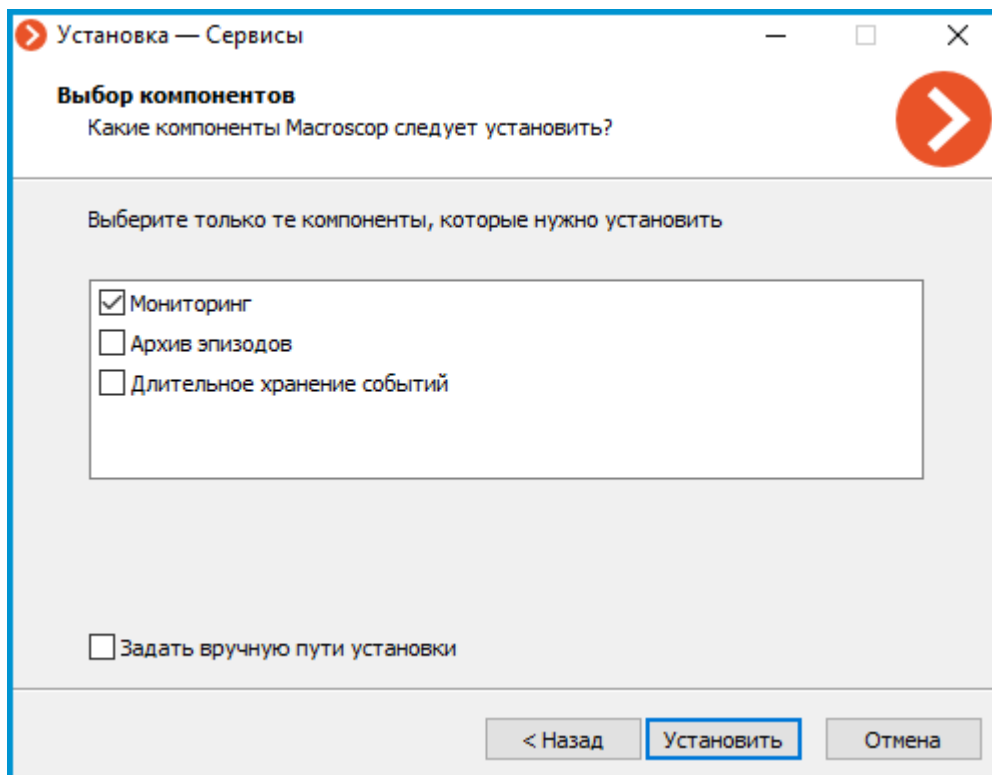 Установка — Сервисы
Выбор компонентов
Какие компоненты Macroscop следует установить?
Выберите только те компоненты, которые нужно установить
Мониторинг
Архив эпизодов
Длительное хранение событий
Задать вручную пути установки
< Назад
Установить
Отмена